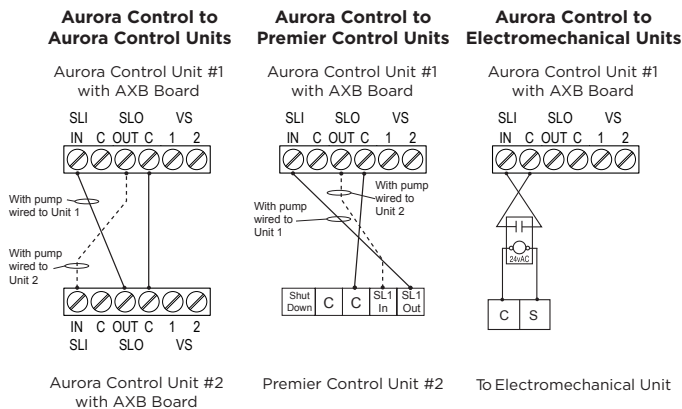 Aurora Control to
Aurora Control Units
Aurora Control Unit #1
with AXB Board
SLI SLO VS
IN C OUT C 1 2
With pump
wired to Unit 1
With pump
wired to
Unit 2
IN C OUT C 1 2
SLI SLO VS
Aurora Control Unit #2
with AXB Board
Aurora Control to
Premier Control Units
Aurora Control Unit #1
with AXB Board
SLI SLO VS
IN C OUT C 1 2
With pump
wired to
Unit 2
With pump
wired to
Unit 1
Shut
Down
C
C
SL1
In
SL1
Out
Premier Control Unit #2
Aurora Control to
Electromechanical Units
Aurora Control Unit #1
with AXB Board
SLI SLO VS
IN C OUT C 1 2
24vAC
C S
To Electromechanical Unit